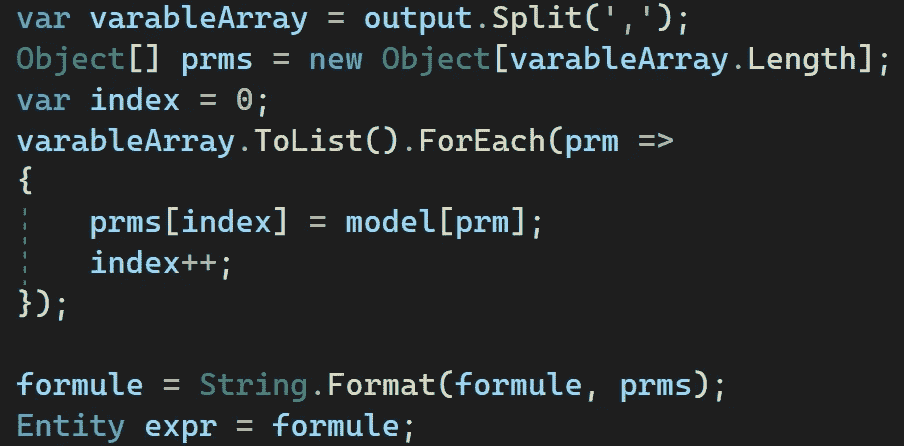 var varableArray = output.Split(',');
Object[] prms = new Object[varableArray.Length];
var index = 0;
varableArray.ToList().ForEach(prm =>
{
    prms[index] = model[prm];
    index++;
});

formule = String.Format(formule, prms);
Entity expr = formule;